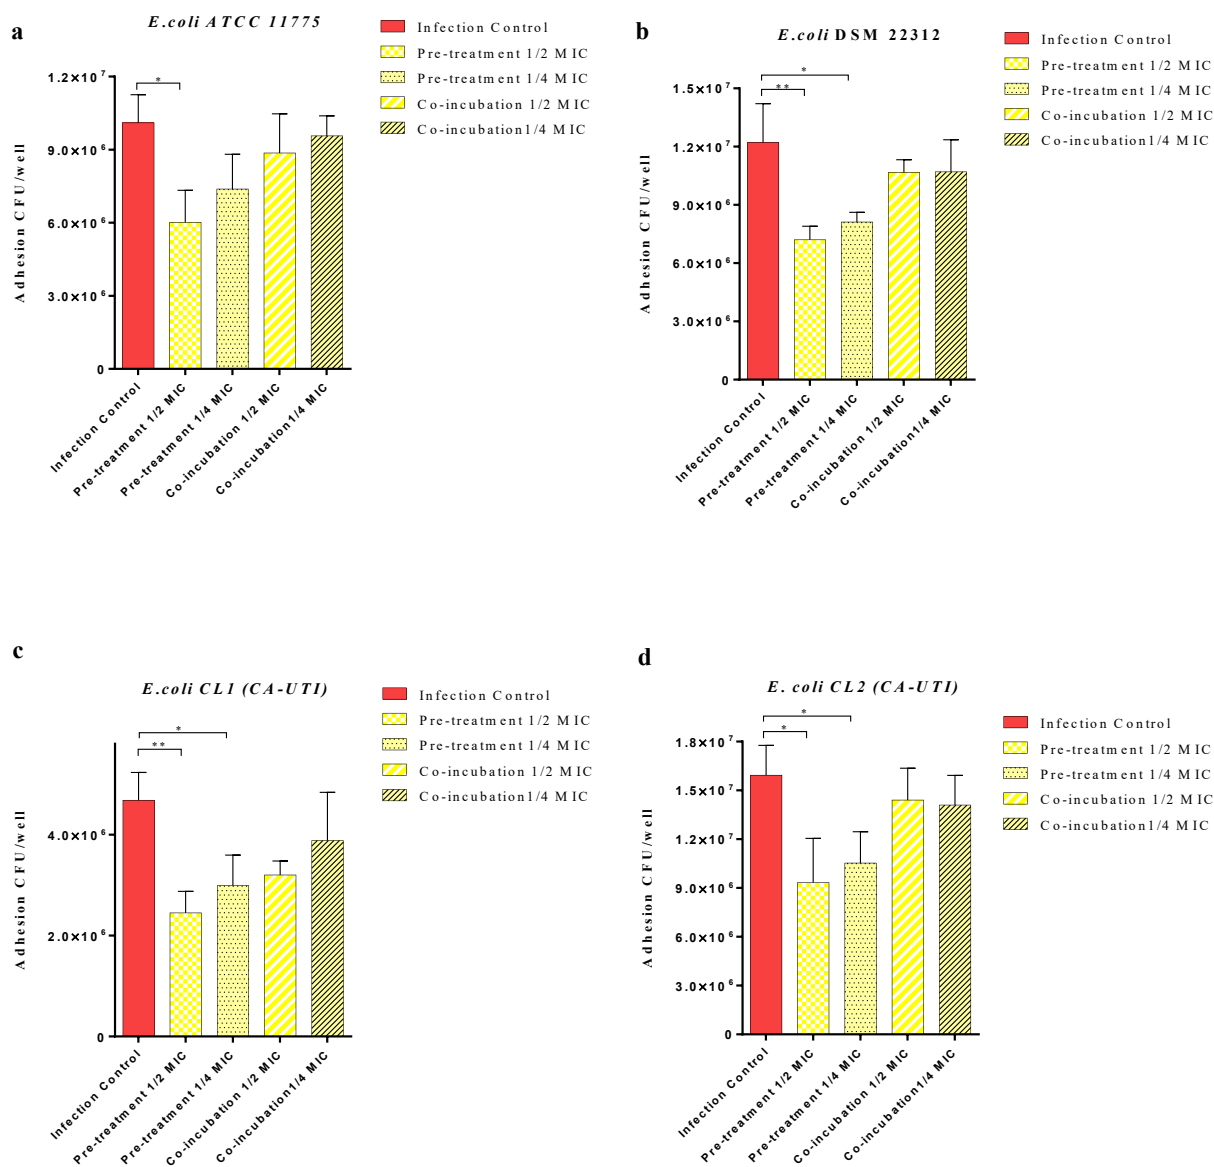 a
E.coli ATCC 11775
Infection Control
Pre-treatment 1/2 MIC
Pre-treatment 1/4 MIC
Co-incubation 1/2 MIC
Co-incubation1/4 MIC
*
1.2×10⁷
9.0×10⁶
6.0×10⁶
3.0×10⁶
0
Adhesion CFU/well
Infection Control
Pre-treatment 1/2 MIC
Pre-treatment 1/4 MIC
Co-incubation 1/2 MIC
Co-incubation1/4 MIC
b
E.coli DSM 22312
Infection Control
Pre-treatment 1/2 MIC
Pre-treatment 1/4 MIC
Co-incubation 1/2 MIC
Co-incubation1/4 MIC
*
**
1.5×10⁷
1.2×10⁷
9.0×10⁶
6.0×10⁶
3.0×10⁶
0
Adhesion CFU/well
Infection Control
Pre-treatment 1/2 MIC
Pre-treatment 1/4 MIC
Co-incubation 1/2 MIC
Co-incubation1/4 MIC
c
E.coli CL1 (CA-UTI)
Infection Control
Pre-treatment 1/2 MIC
Pre-treatment 1/4 MIC
Co-incubation 1/2 MIC
Co-incubation1/4 MIC
*
**
4.0×10⁶
2.0×10⁶
0
Adhesion CFU/well
Infection Control
Pre-treatment 1/2 MIC
Pre-treatment 1/4 MIC
Co-incubation 1/2 MIC
Co-incubation1/4 MIC
d
E. coli CL2 (CA-UTI)
Infection Control
Pre-treatment 1/2 MIC
Pre-treatment 1/4 MIC
Co-incubation 1/2 MIC
Co-incubation1/4 MIC
*
*
1.8×10⁷
1.5×10⁷
1.2×10⁷
9.0×10⁶
6.0×10⁶
3.0×10⁶
0
Adhesion CFU/well
Infection Control
Pre-treatment 1/2 MIC
Pre-treatment 1/4 MIC
Co-incubation 1/2 MIC
Co-incubation1/4 MIC